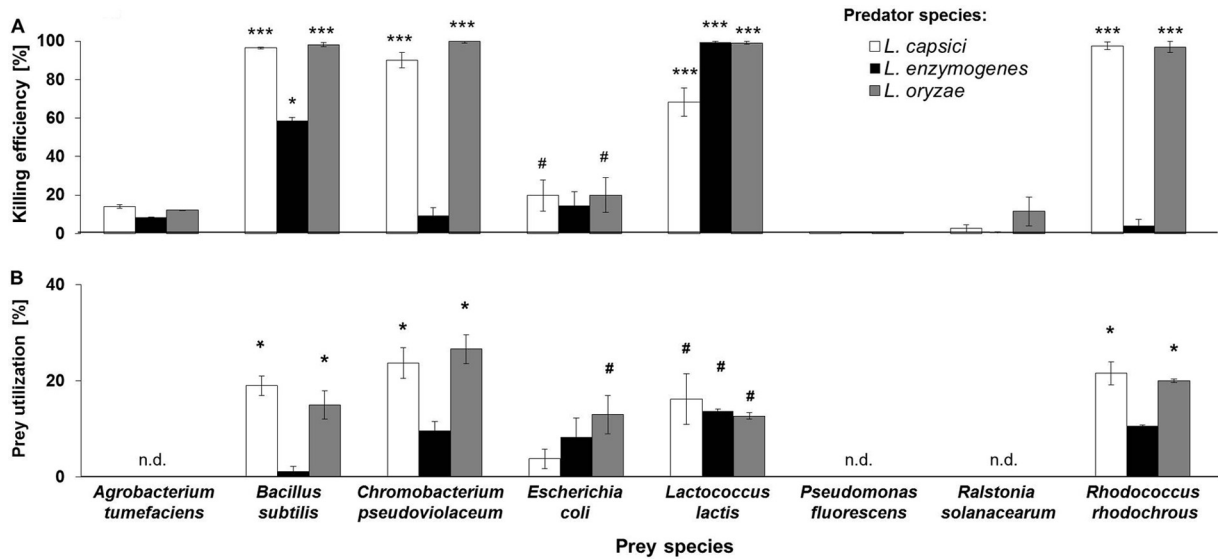 A
Predator species:
L. capsici
L. enzymogenes
L. oryzae
Killing efficiency [%]
100
80
60
40
20
0
*** *** *** *** *** *** *** ***
***
*
# #
B
Prey utilization [%]
40
20
0
* * * * # # # # * *
n.d. n.d. n.d.
Agrobacterium tumefaciens
Bacillus subtilis
Chromobacterium pseudoviolaceum
Escherichia coli
Lactococcus lactis
Pseudomonas fluorescens
Ralstonia solanacearum
Rhodococcus rhodochrous
Prey species